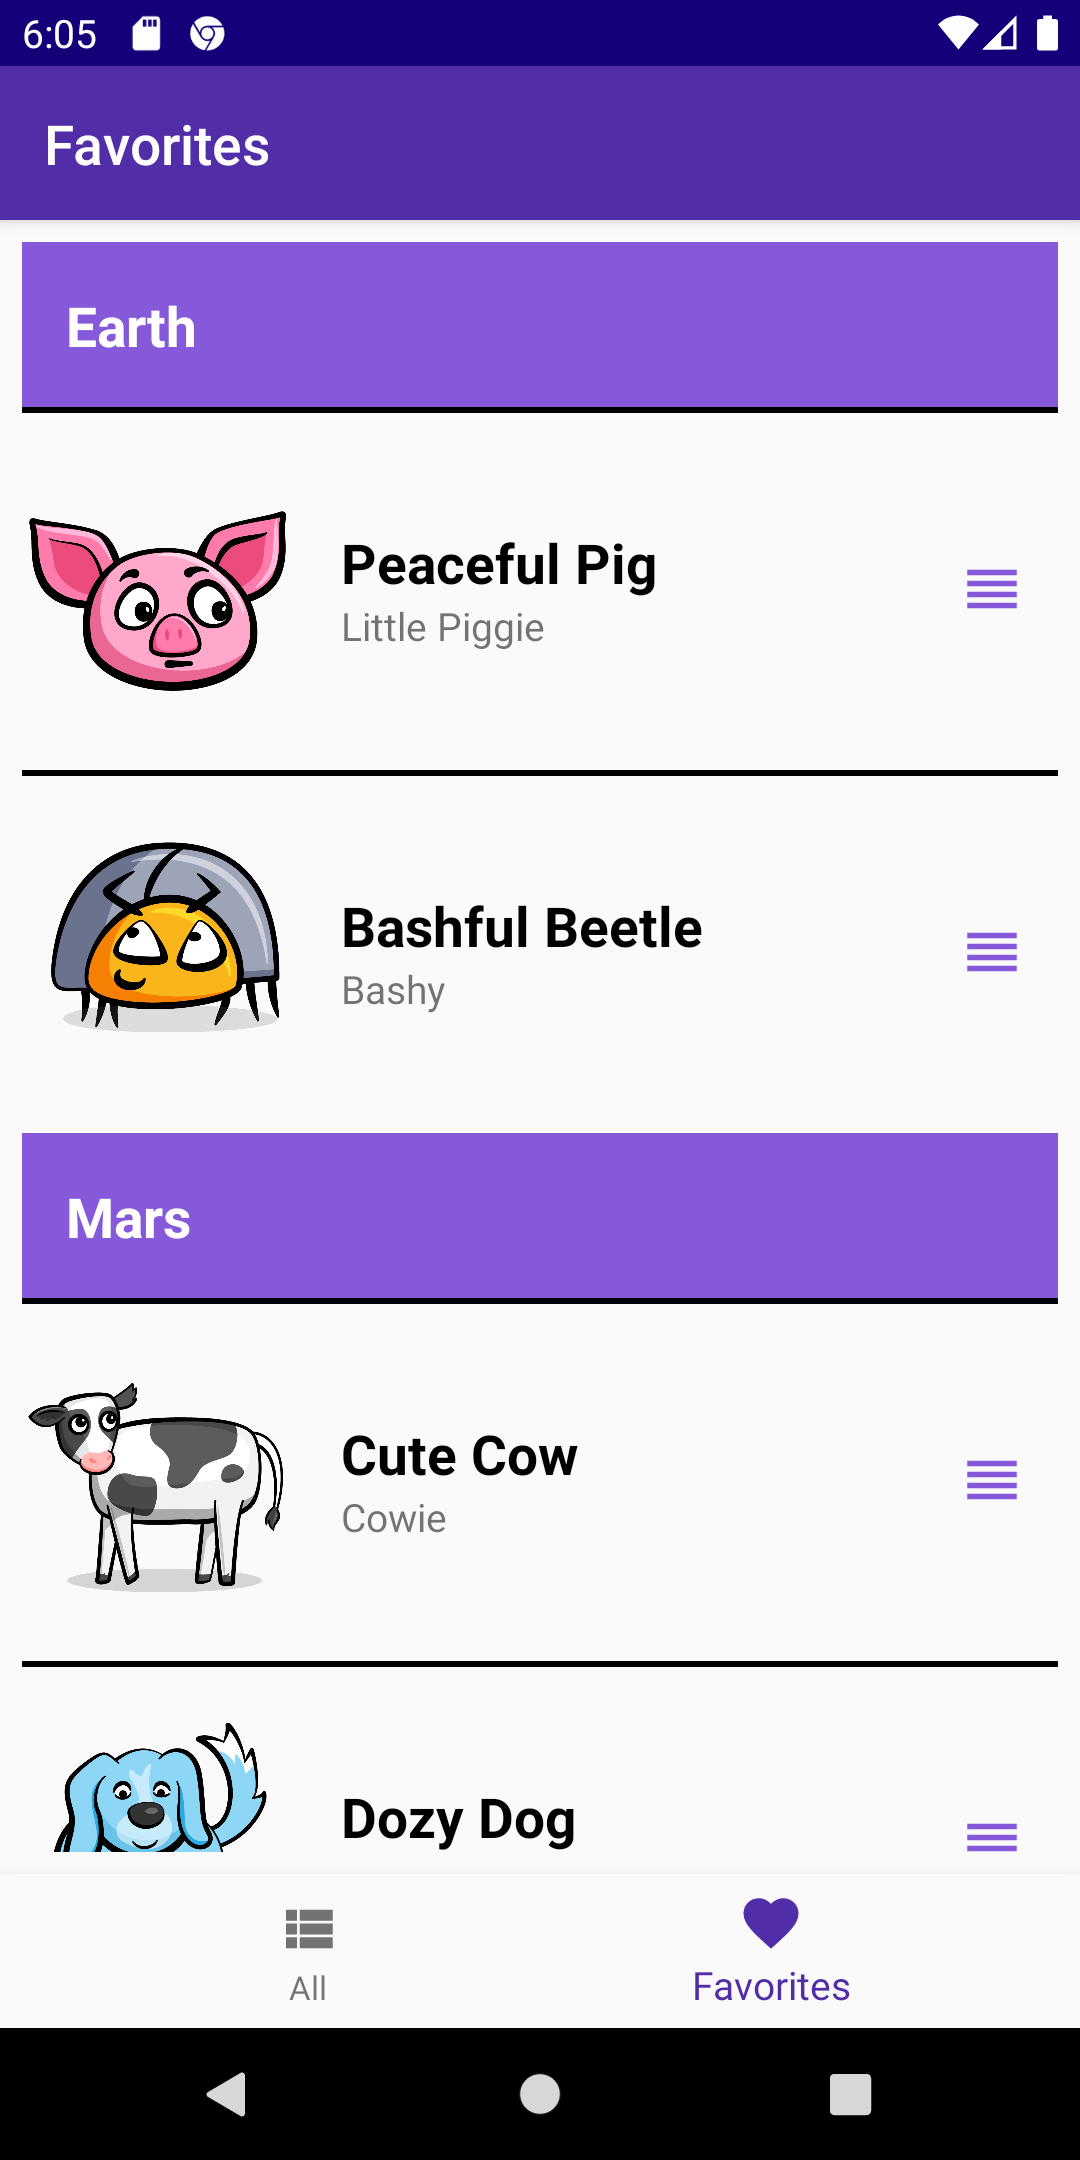 6:05
Favorites
Earth
Peaceful Pig
Little Piggie
Bashful Beetle
Bashy
Mars
Cute Cow
Cowie
Dozy Dog
All
Favorites